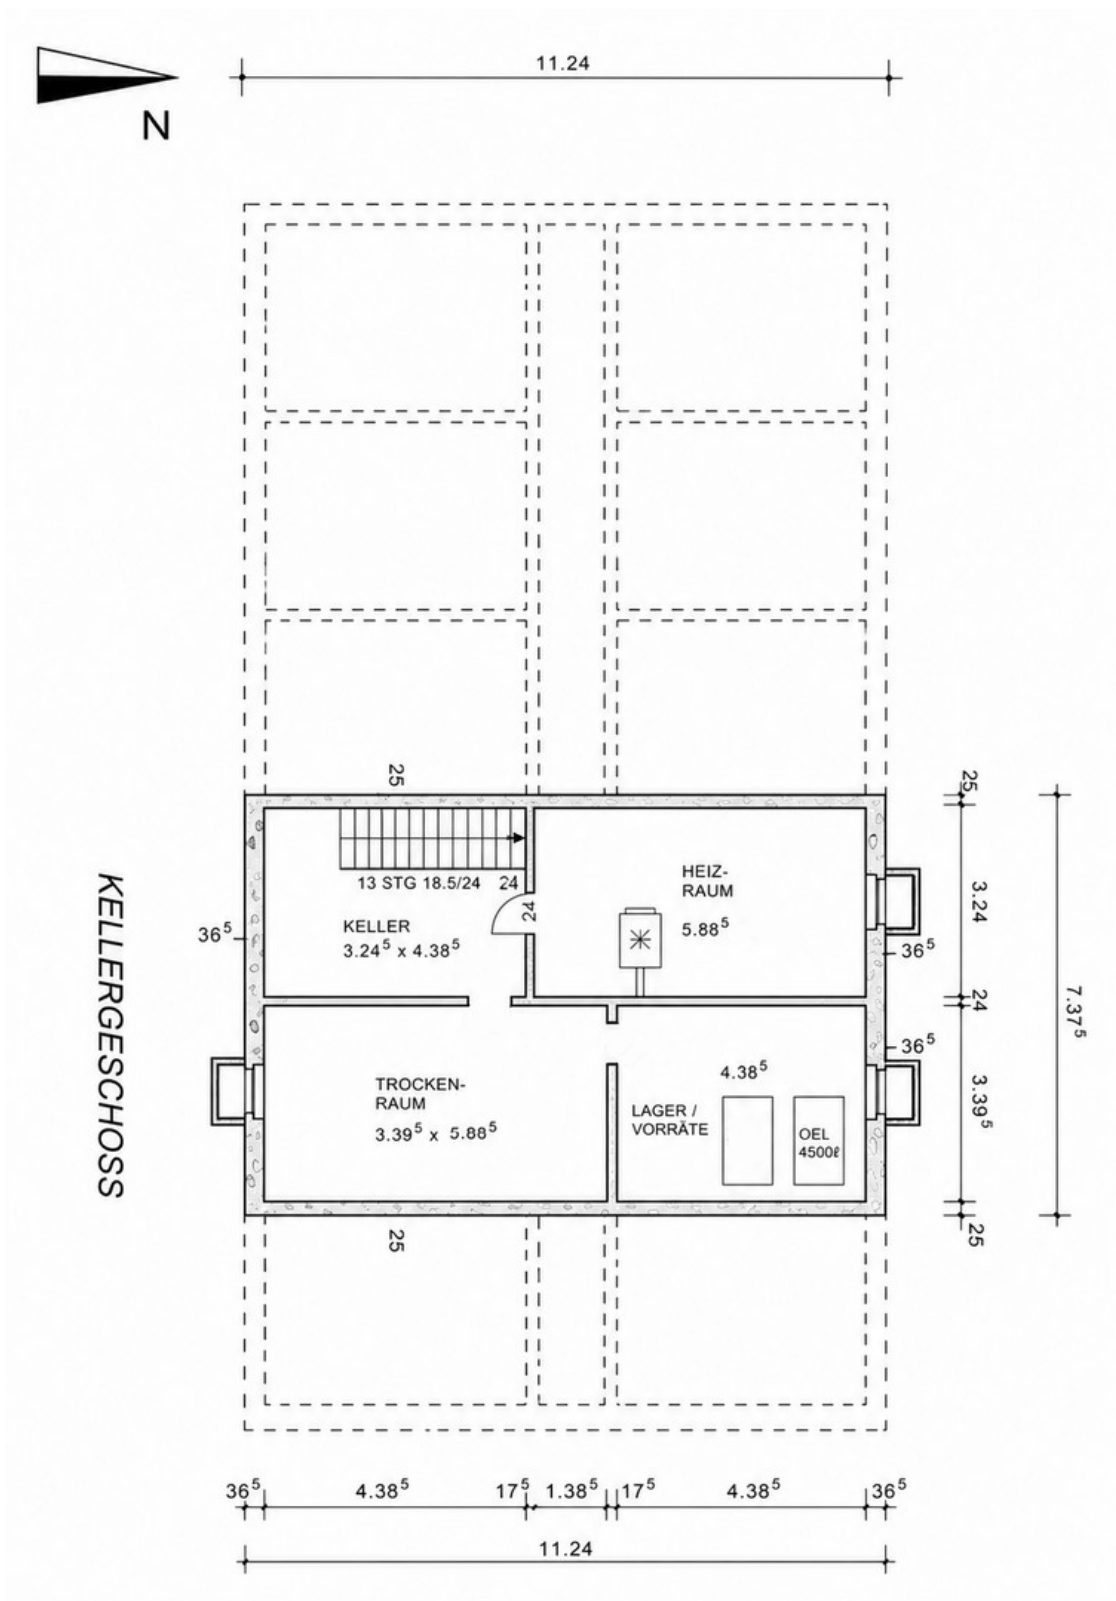 11.24
N
25
25
13 STG 18.5/24 24
24
HEIZ-
RAUM
5.88⁵
KELLER
3.24⁵ x 4.38⁵
36⁵
36⁵
3.24
24
7.37⁵
36⁵
KELLERGESCHOSS
TROCKEN-
RAUM
3.39⁵ x 5.88⁵
4.38⁵
LAGER /
VORRÄTE
OEL
4500ℓ
3.39⁵
25
25
36⁵ 4.38⁵ 17⁵ 1.38⁵ 17⁵ 4.38⁵ 36⁵
11.24